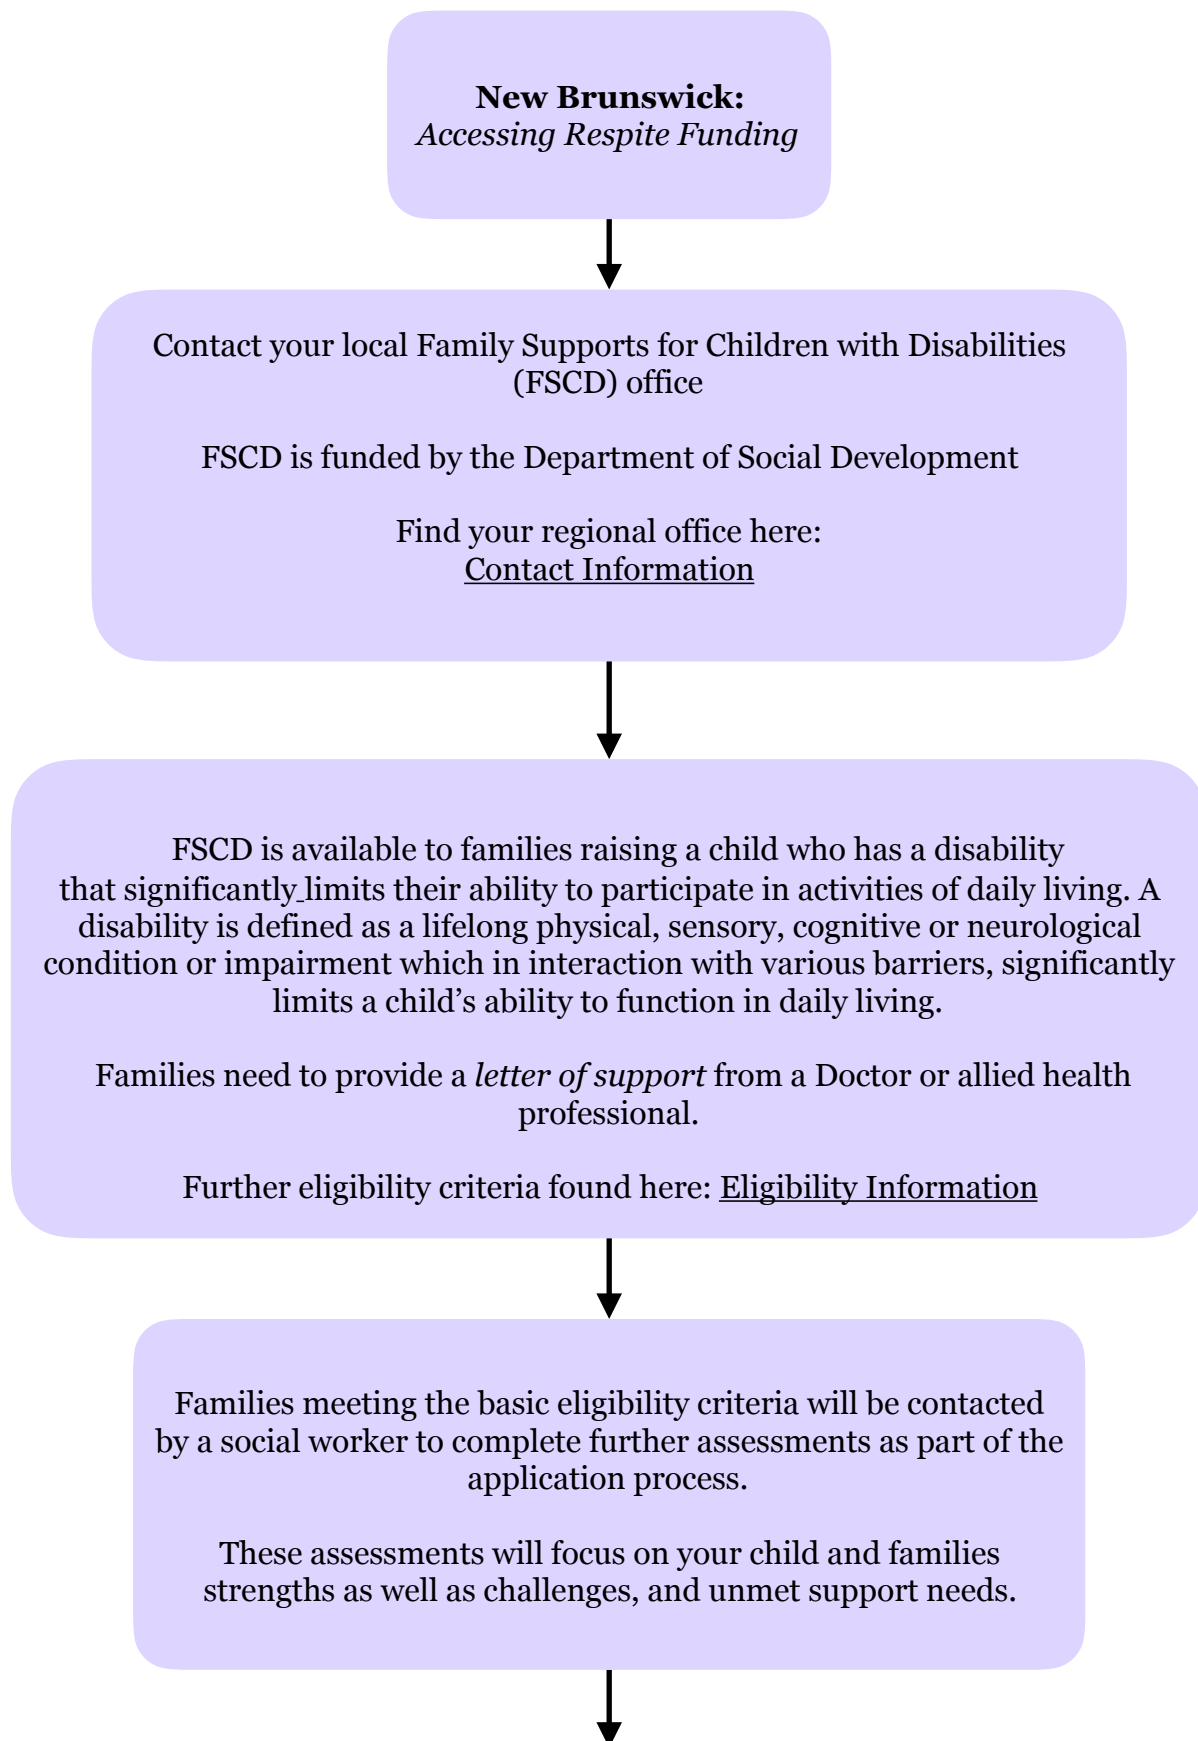 New Brunswick:
Accessing Respite Funding
Contact your local Family Supports for Children with Disabilities
(FSCD) office
FSCD is funded by the Department of Social Development
Find your regional office here:
Contact Information
FSCD is available to families raising a child who has a disability
that significantly limits their ability to participate in activities of daily living. A
disability is defined as a lifelong physical, sensory, cognitive or neurological
condition or impairment which in interaction with various barriers, significantly
limits a child’s ability to function in daily living.
Families need to provide a letter of support from a Doctor or allied health
professional.
Further eligibility criteria found here: Eligibility Information
Families meeting the basic eligibility criteria will be contacted
by a social worker to complete further assessments as part of the
application process.
These assessments will focus on your child and families
strengths as well as challenges, and unmet support needs.